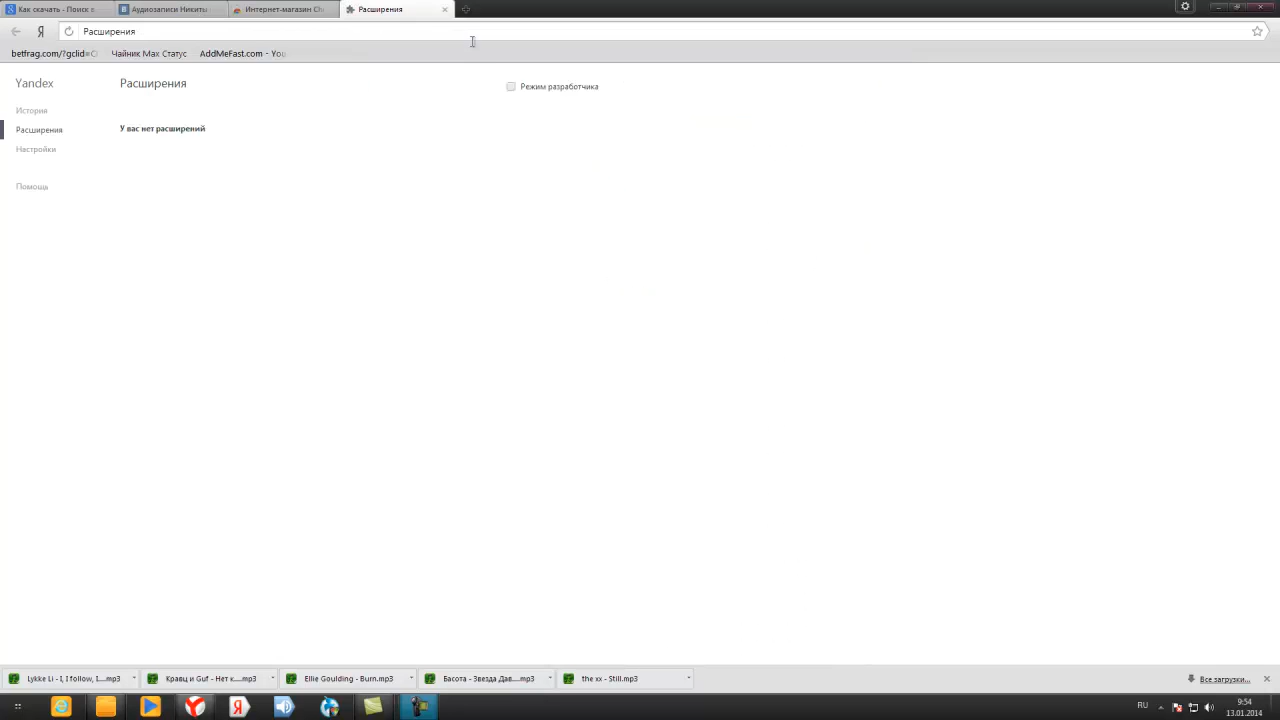 Как скачать - Поиск в
Аудиозаписи Никиты
Интернет-магазин Ch
Расширения
Расширения
betfrag.com/?gclid=C
Чайник Max Статус
AddMeFast.com - You
Yandex
Расширения
Режим разработчика
История
Расширения
Настройки
Помощь
У вас нет расширений
Lykke Li - I, I follow, I....mp3
Кравц и Guf - Нет к....mp3
Ellie Goulding - Burn.mp3
Басота - Звезда Дав....mp3
the xx - Still.mp3
Все загрузки...
RU
9:54
13.01.2014